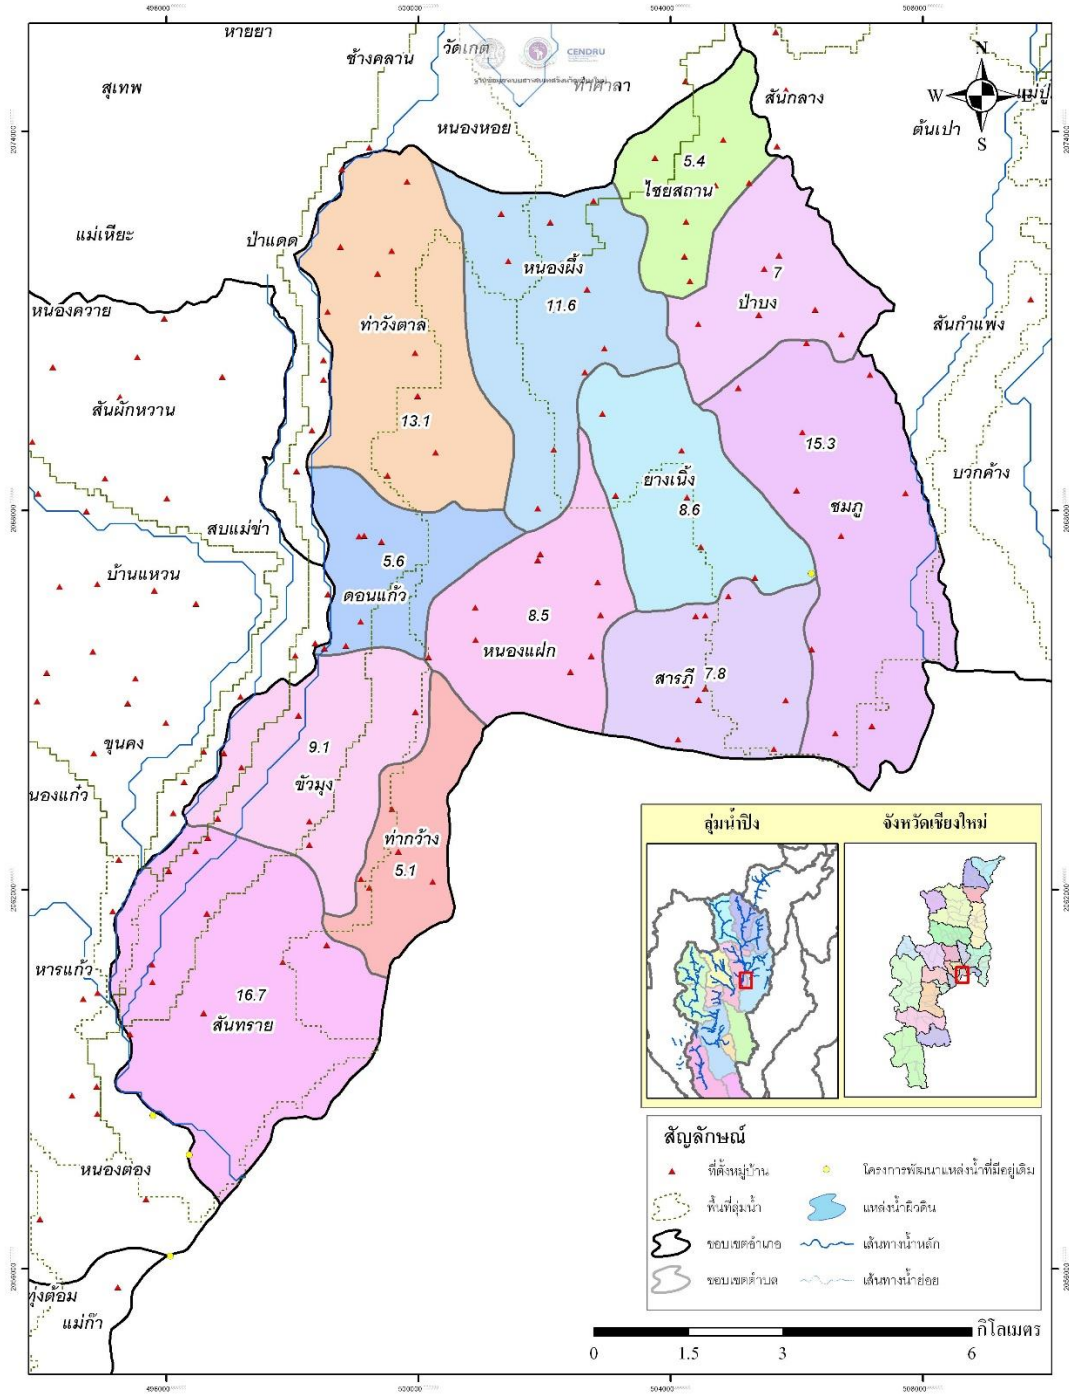 496000
500000
504000
508000
หายยา
ช้างคลาน
วัดเกต
CENDRU
ท่าศาลา
สุเทพ
สันกลาง
N
W
S
ต้นเปา
หนองหอย
2074000
2074000
5.4
ไชยสถาน
แม่เหียะ
ป่าแดด
หนองผึ้ง
11.6
7
ป่าบง
หนองควาย
ท่าวังตาล
สันกำแพง
สันผักหวาน
13.1
15.3
บวกค้าง
ยางเนิ้ง
8.6
ชมภู
2068000
2068000
สบแม่ข่า
บ้านแหวน
5.6
ดอนแก้ว
8.5
หนองแฝก
สารภี
7.8
ขุนคง
9.1
ขัวมุง
นองแก๋ว
ท่ากว้าง
5.1
2062000
2062000
หารแก้ว
16.7
สันทราย
หนองตอง
2056000
2056000
ทุ่งต้อม
แม่ก๊า
ลุ่มน้ำปิง
จังหวัดเชียงใหม่
สัญลักษณ์
ที่ตั้งหมู่บ้าน
โครงการพัฒนาแหล่งน้ำที่มีอยู่เดิม
พื้นที่ลุ่มน้ำ
แหล่งน้ำผิวดิน
ขอบเขตอำเภอ
เส้นทางน้ำหลัก
ขอบเขตตำบล
เส้นทางน้ำย่อย
กิโลเมตร
0
1.5
3
6
496000
500000
504000
508000